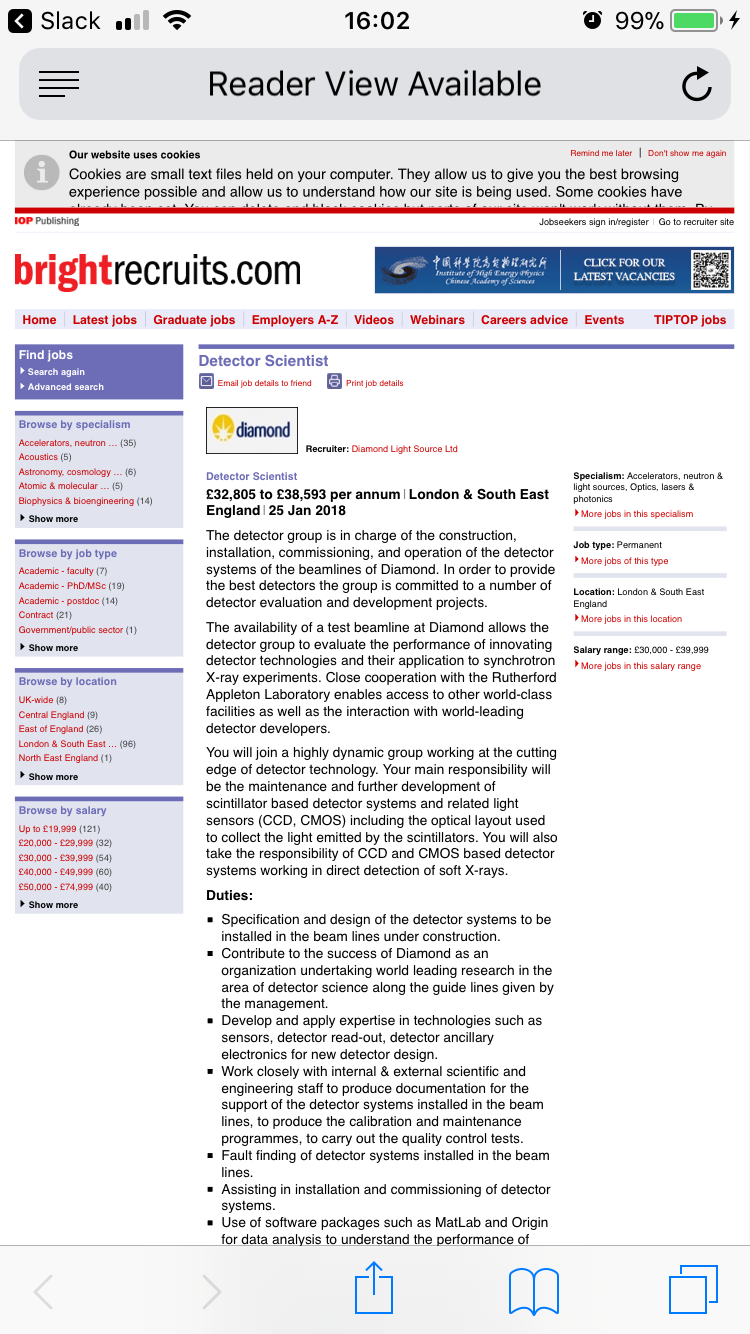 Slack 16:02 99%
Reader View Available
Our website uses cookies
Remind me later | Don't show me again
Cookies are small text files held on your computer. They allow us to give you the best browsing
experience possible and allow us to understand how our site is being used. Some cookies have
already been set. You can delete and block cookies but parts of our site won't work without them. By
IOP Publishing
Jobseekers sign in/register | Go to recruiter site
brightrecruits.com
中国科学院高能物理研究所
Institute of High Energy Physics
Chinese Academy of Sciences
CLICK FOR OUR
LATEST VACANCIES
Home Latest jobs Graduate jobs Employers A-Z Videos Webinars Careers advice Events TIPTOP jobs
Find jobs
Search again
Advanced search
Browse by specialism
Accelerators, neutron ... (35)
Acoustics (5)
Astronomy, cosmology ... (6)
Atomic & molecular ... (5)
Biophysics & bioengineering (14)
Show more
Browse by job type
Academic - faculty (7)
Academic - PhD/MSc (19)
Academic - postdoc (14)
Contract (21)
Government/public sector (1)
Show more
Browse by location
UK-wide (8)
Central England (9)
East of England (26)
London & South East ... (96)
North East England (1)
Show more
Browse by salary
Up to £19,999 (121)
£20,000 - £29,999 (32)
£30,000 - £39,999 (54)
£40,000 - £49,999 (60)
£50,000 - £74,999 (40)
Show more
Detector Scientist
Email job details to friend Print job details
diamond
Recruiter: Diamond Light Source Ltd
Detector Scientist
£32,805 to £38,593 per annum | London & South East
England | 25 Jan 2018
The detector group is in charge of the construction,
installation, commissioning, and operation of the detector
systems of the beamlines of Diamond. In order to provide
the best detectors the group is committed to a number of
detector evaluation and development projects.
The availability of a test beamline at Diamond allows the
detector group to evaluate the performance of innovating
detector technologies and their application to synchrotron
X-ray experiments. Close cooperation with the Rutherford
Appleton Laboratory enables access to other world-class
facilities as well as the interaction with world-leading
detector developers.
You will join a highly dynamic group working at the cutting
edge of detector technology. Your main responsibility will
be the maintenance and further development of
scintillator based detector systems and related light
sensors (CCD, CMOS) including the optical layout used
to collect the light emitted by the scintillators. You will also
take the responsibility of CCD and CMOS based detector
systems working in direct detection of soft X-rays.
Duties:
Specification and design of the detector systems to be
installed in the beam lines under construction.
Contribute to the success of Diamond as an
organization undertaking world leading research in the
area of detector science along the guide lines given by
the management.
Develop and apply expertise in technologies such as
sensors, detector read-out, detector ancillary
electronics for new detector design.
Work closely with internal & external scientific and
engineering staff to produce documentation for the
support of the detector systems installed in the beam
lines, to produce the calibration and maintenance
programmes, to carry out the quality control tests.
Fault finding of detector systems installed in the beam
lines.
Assisting in installation and commissioning of detector
systems.
Use of software packages such as MatLab and Origin
for data analysis to understand the performance of
Specialism: Accelerators, neutron &
light sources, Optics, lasers &
photonics
More jobs in this specialism
Job type: Permanent
More jobs of this type
Location: London & South East
England
More jobs in this location
Salary range: £30,000 - £39,999
More jobs in this salary range